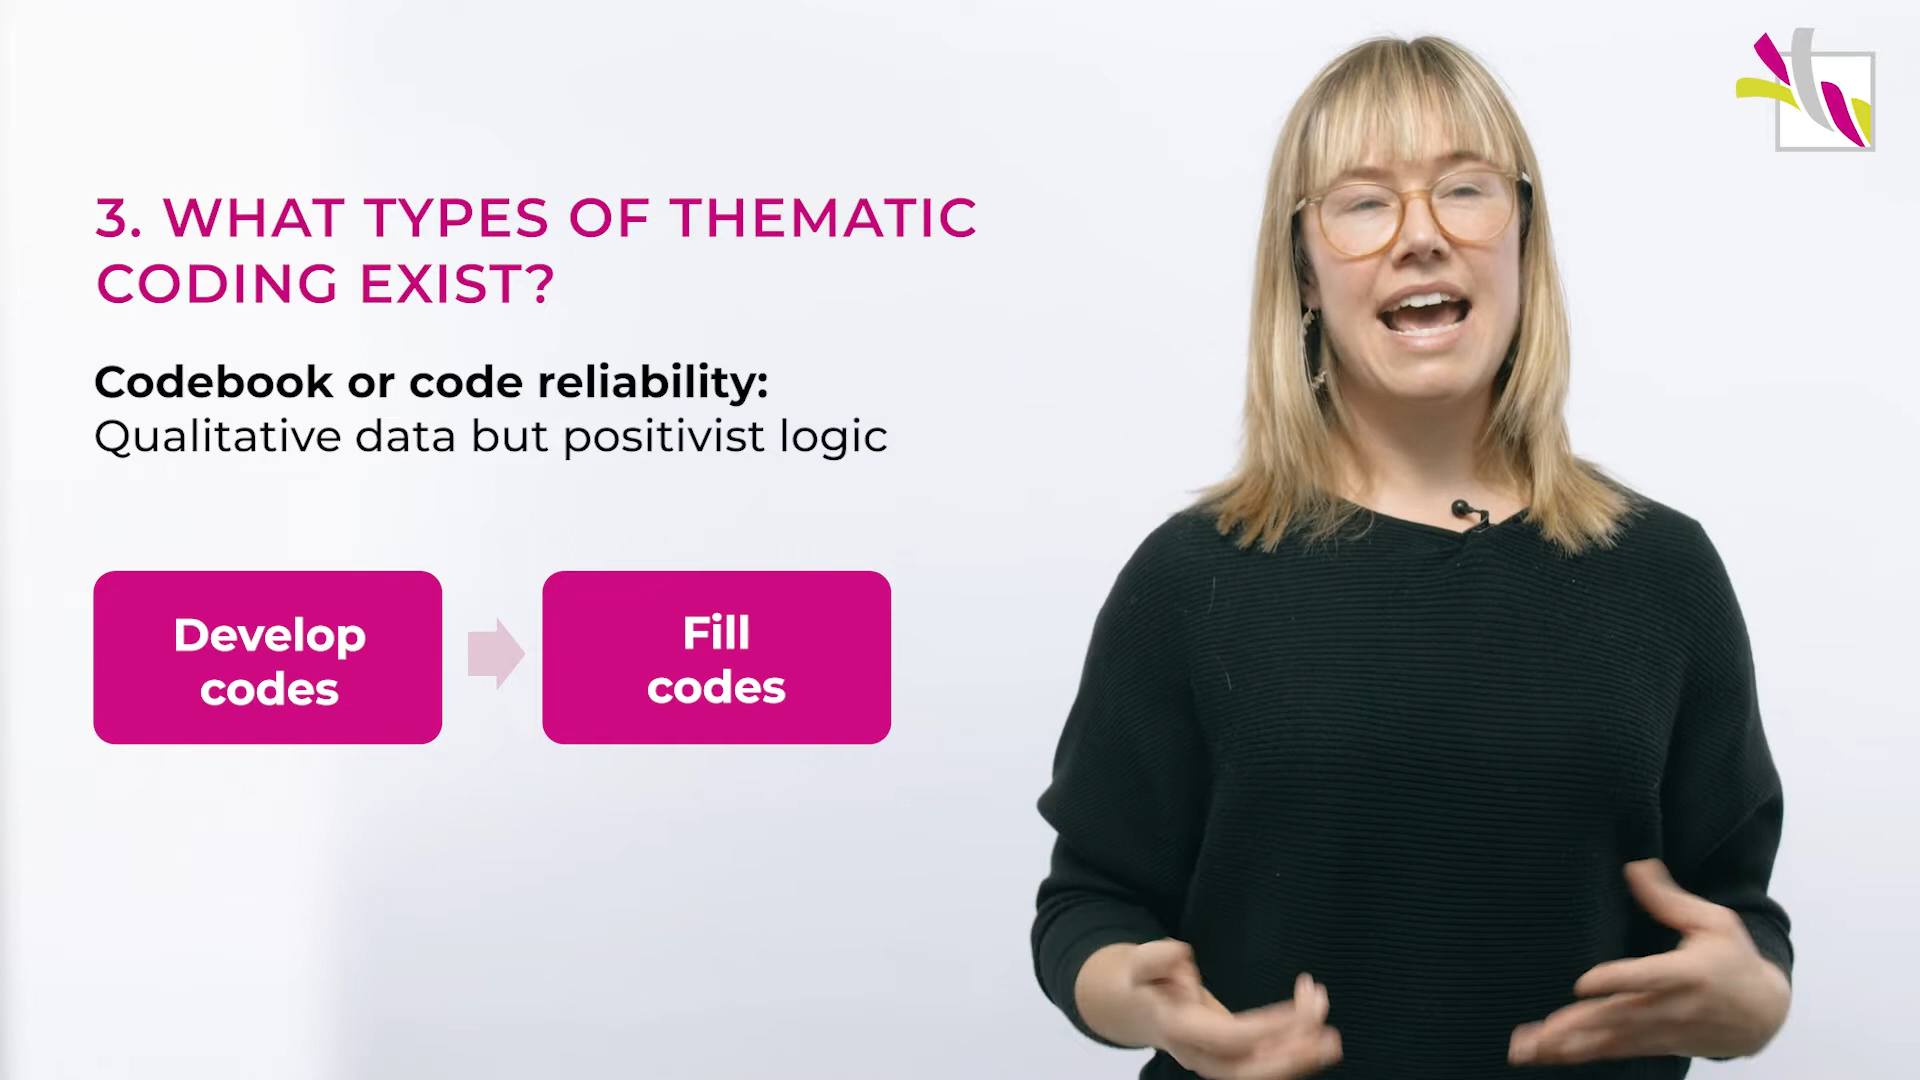 3. WHAT TYPES OF THEMATIC
CODING EXIST?
Codebook or code reliability:
Qualitative data but positivist logic
Develop
codes
Fill
codes